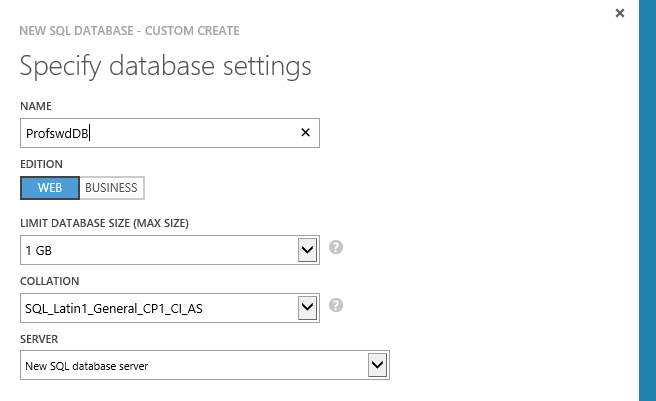 NEW SQL DATABASE - CUSTOM CREATE
Specify database settings
NAME
ProfswdDB
EDITION
WEB BUSINESS
LIMIT DATABASE SIZE (MAX SIZE)
1 GB
COLLATION
SQL_Latin1_General_CP1_CI_AS
SERVER
New SQL database server